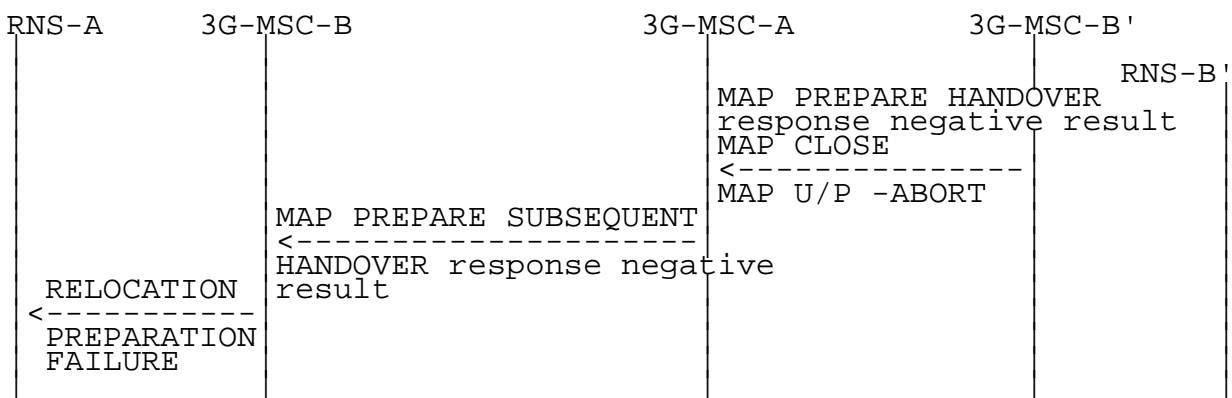 RNS-A 3G-MSC-B 3G-MSC-A 3G-MSC-B'
RNS-B'
MAP PREPARE HANDOVER
response negative result
MAP CLOSE
MAP U/P -ABORT
MAP PREPARE SUBSEQUENT
HANDOVER response negative
result
RELOCATION
PREPARATION
FAILURE